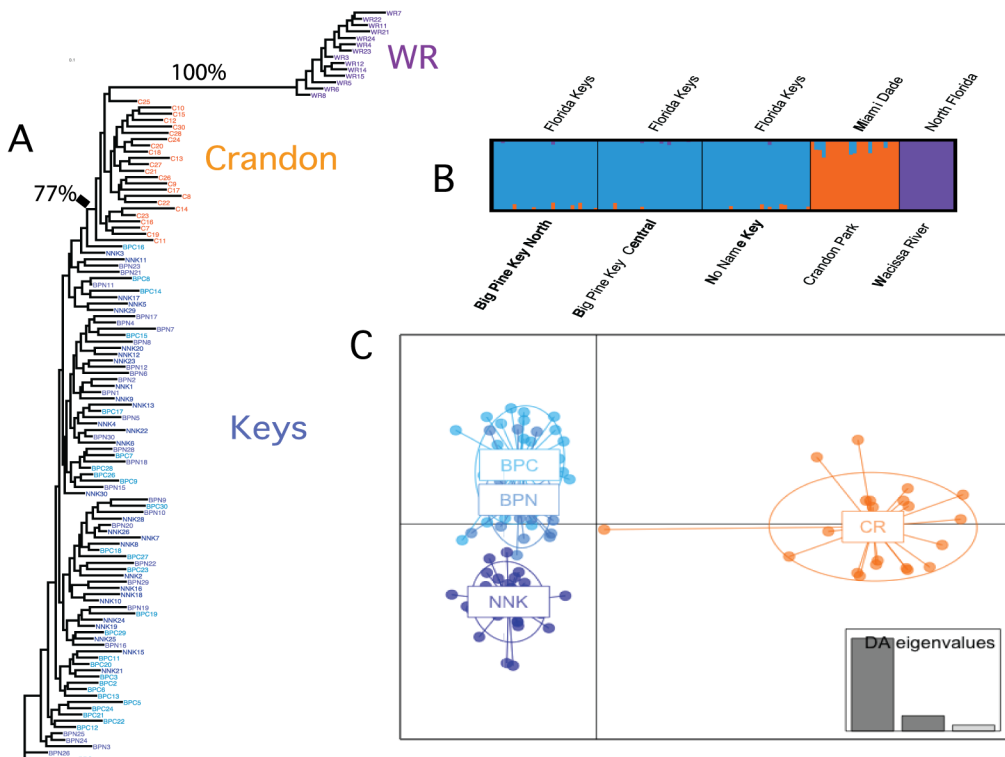 A
0.1
100%
WR
WR7
WR22
WR11
WR21
WR24
WR4
WR23
WR3
WR12
WR14
WR15
WR5
WR6
WR8
77%
Crandon
C25
C10
C15
C12
C30
C28
C24
C20
C18
C13
C27
C21
C26
C9
C17
C8
C22
C14
C23
C16
C7
C19
C11
Keys
BPC16
NNK3
NNK11
BPN23
BPN21
BPC8
BPN11
BPC14
NNK17
NNK5
NNK29
BPN17
BPN4
BPN7
BPC15
BPN8
NNK20
NNK12
NNK23
BPN12
BPN6
BPN2
NNK1
BPN1
NNK9
NNK13
BPC17
BPN5
NNK4
NNK22
BPN30
NNK6
BPN28
BPC7
BPN18
BPC28
BPC26
BPC9
BPN15
NNK30
BPN9
BPC30
BPN10
NNK28
BPN20
NNK26
NNK7
NNK8
BPC18
BPC27
BPN22
BPC23
NNK2
BPN29
NNK16
NNK18
NNK10
BPN19
BPC19
NNK24
NNK19
BPC29
NNK25
BPN16
NNK15
BPC11
BPC20
NNK21
BPC3
BPC2
BPC6
BPC13
BPC5
BPC24
BPC21
BPC22
BPC12
BPN25
BPN24
BPN3
BPN26
B
Florida Keys
Florida Keys
Florida Keys
Miami Dade
North Florida
Big Pine Key North
Big Pine Key Central
No Name Key
Crandon Park
Wacissa River
C
BPC
BPN
NNK
CR
DA eigenvalues